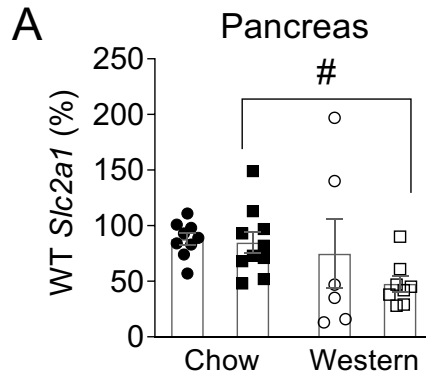 A
Pancreas
#
WT Slc2a1 (%)
250
200
150
100
50
0
Chow
Western